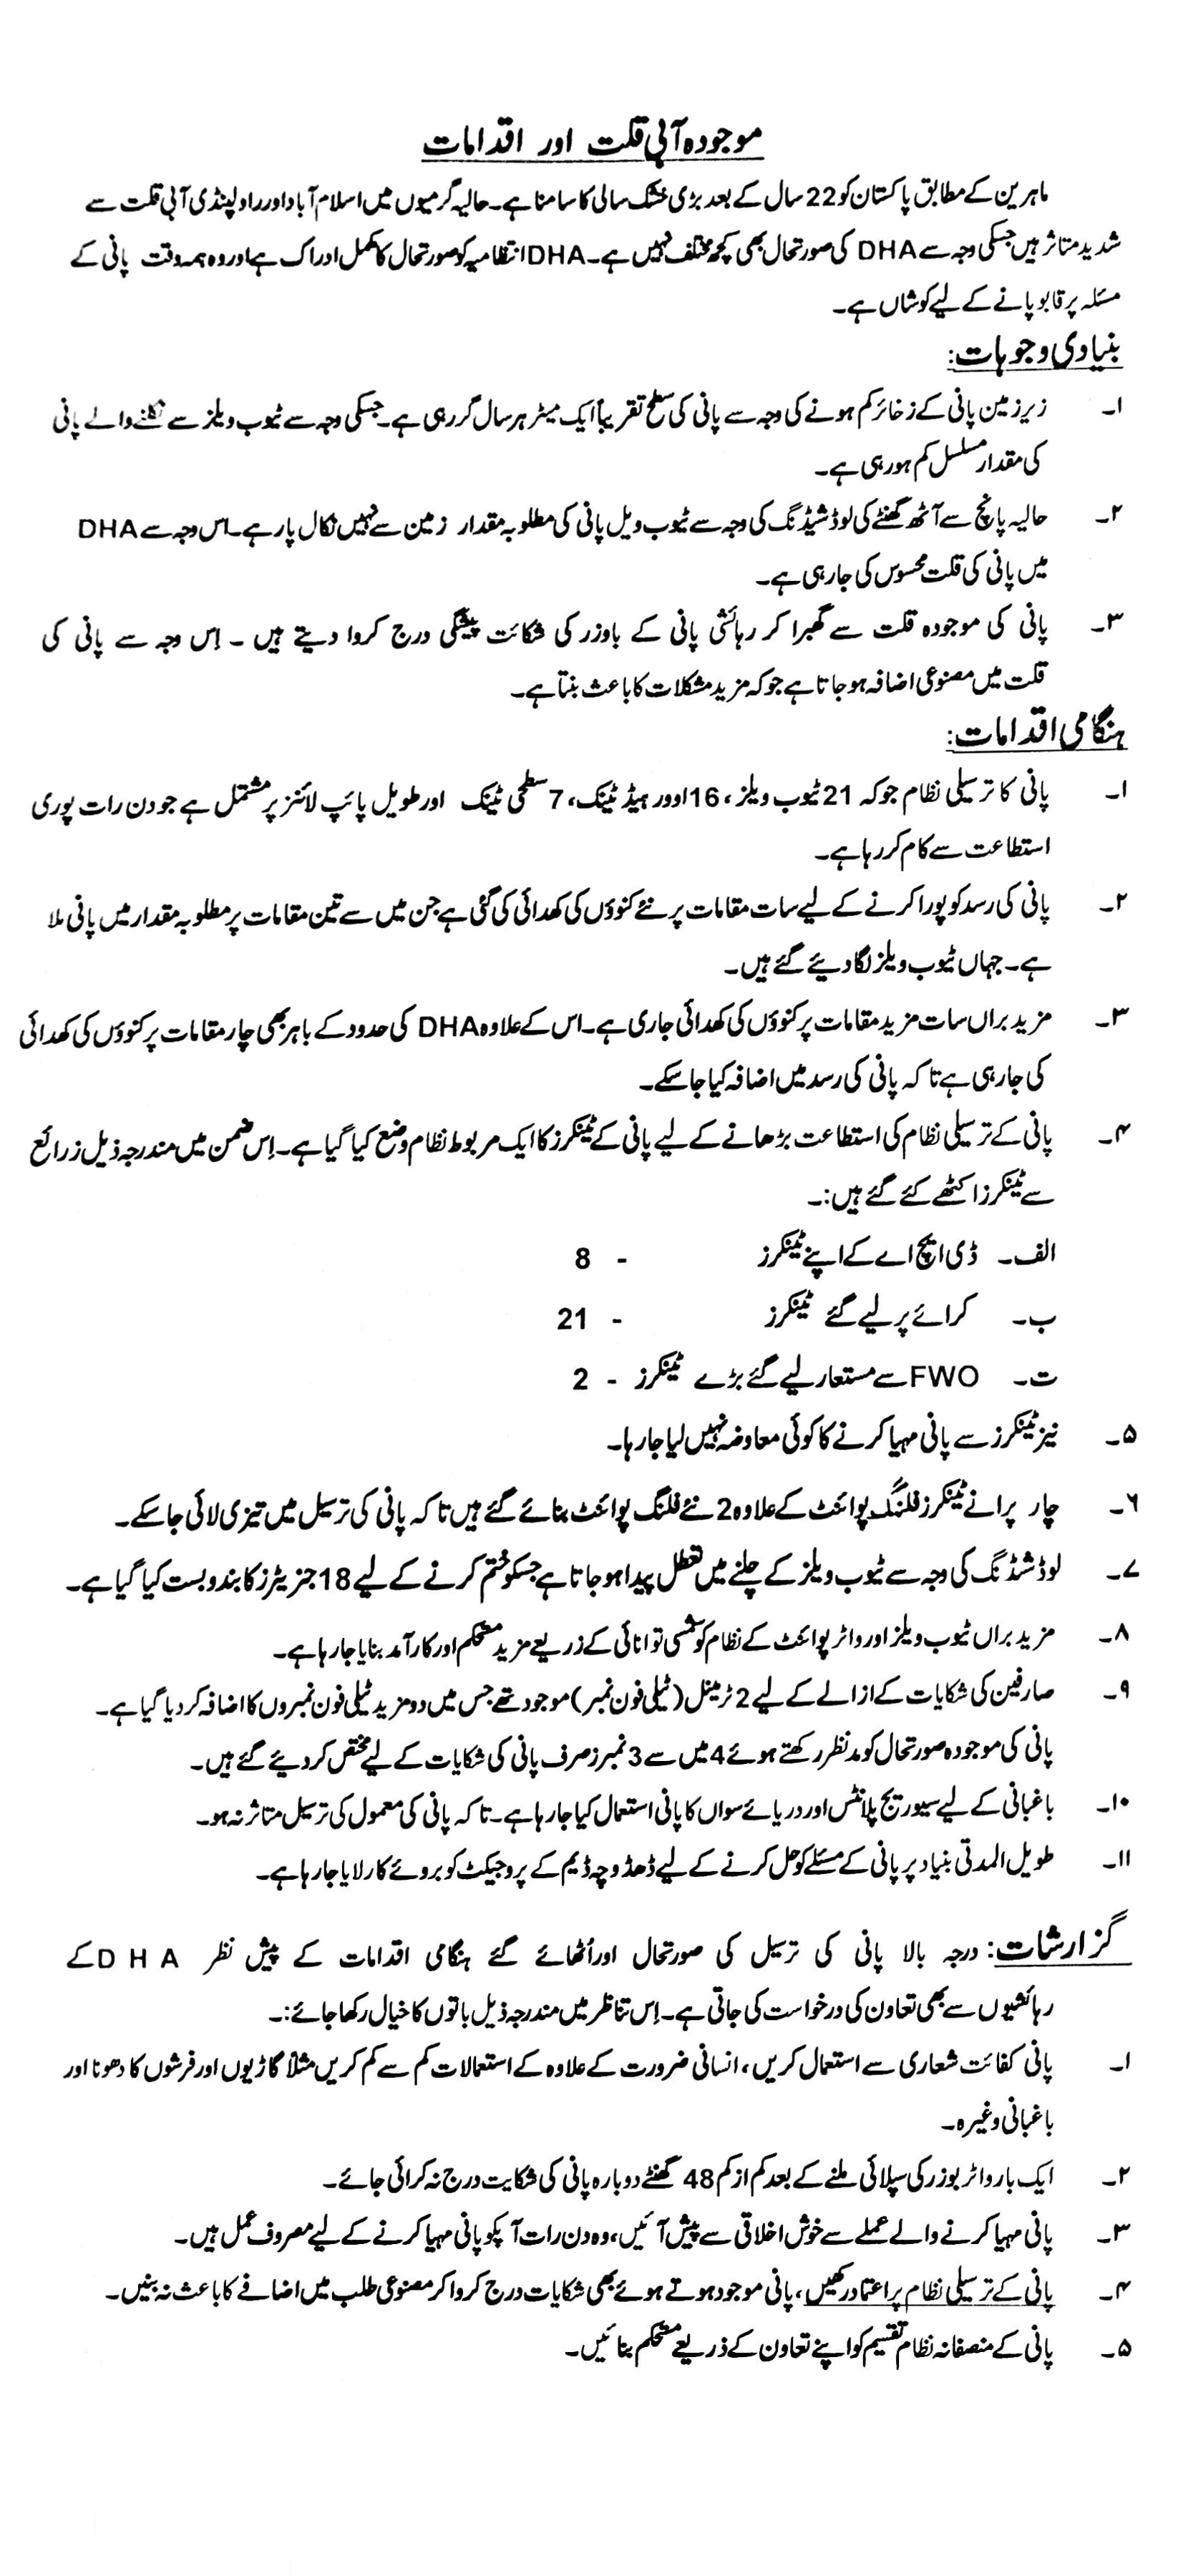 موجودہ آبی قلت اور اقدامات
ماہرین کے مطابق پاکستان کو 22 سال کے بعد بڑی خشک سالی کا سامنا ہے۔ حالیہ گرمیوں میں اسلام آباد اور راولپنڈی آبی قلت سے
شدید متاثر ہیں جسکی وجہ سے DHA کی صورتحال بھی کچھ مختلف نہیں ہے۔ DHA انتظامیہ کو صورتحال کا مکمل ادراک ہے اور وہ ہمہ وقت پانی کے
مسئلہ پر قابو پانے کے لیے کوشاں ہے۔
بنیادی وجوہات:
۱۔ زیر زمین پانی کے زخائر کم ہونے کی وجہ سے پانی کی سطح تقریباً ایک میٹر ہر سال گر رہی ہے۔ جسکی وجہ سے ٹیوب ویلز سے نکلنے والے پانی
کی مقدار مسلسل کم ہو رہی ہے۔
۲۔ حالیہ پانچ سے آٹھ گھنٹے کی لوڈشیڈنگ کی وجہ سے ٹیوب ویل پانی کی مطلوبہ مقدار زمین سے نہیں نکال پا رہے۔ اس وجہ سے DHA
میں پانی کی قلت محسوس کی جا رہی ہے۔
۳۔ پانی کی موجودہ قلت سے گھبرا کر رہائشی پانی کے باوزر کی شکائت پیشگی درج کروا دیتے ہیں ۔ اِس وجہ سے پانی کی
قلت میں مصنوعی اضافہ ہو جاتا ہے جو کہ مزید مشکلات کا باعث بنتا ہے۔
ہنگامی اقدامات:
۱۔ پانی کا ترسیلی نظام جو کہ 21 ٹیوب ویلز ، 16 اوور ہیڈ ٹینک، 7 سطحی ٹینک اور طویل پائپ لائنز پر مشتمل ہے جو دن رات پوری
استطاعت سے کام کر رہا ہے۔
۲۔ پانی کی رسد کو پورا کرنے کے لیے سات مقامات پر نئے کنوؤں کی کھدائی کی گئی ہے جن میں سے تین مقامات پر مطلوبہ مقدار میں پانی ملا
ہے۔ جہاں ٹیوب ویلز لگا دیئے گئے ہیں۔
۳۔ مزید براں سات مزید مقامات پر کنوؤں کی کھدائی جاری ہے۔ اس کے علاوہ DHA کی حدود کے باہر بھی چار مقامات پر کنوؤں کی کھدائی
کی جا رہی ہے تا کہ پانی کی رسد میں اضافہ کیا جا سکے۔
۴۔ پانی کے ترسیلی نظام کی استطاعت بڑھانے کے لیے پانی کے ٹینکرز کا ایک مربوط نظام وضع کیا گیا ہے۔ اِس ضمن میں مندرجہ ذیل زرائع
سے ٹینکرز اکٹھے کئے گئے ہیں:۔
الف۔ ڈی ایچ اے کے اپنے ٹینکرز - 8
ب۔ کرائے پر لیے گئے ٹینکرز - 21
ت۔ FWO سے مستعار لیے گئے بڑے ٹینکرز - 2
۵۔ نیز ٹینکرز سے پانی مہیا کرنے کا کوئی معاوضہ نہیں لیا جا رہا۔
۶۔ چار پرانے ٹینکرز فلنگ پوائنٹ کے علاوہ 2 نئے فلنگ پوائنٹ بنائے گئے ہیں تا کہ پانی کی ترسیل میں تیزی لائی جا سکے۔
۷۔ لوڈشڈنگ کی وجہ سے ٹیوب ویلز کے چلنے میں تعطل پیدا ہو جاتا ہے جسکو ختم کرنے کے لیے 18 جنریٹرز کا بندوبست کیا گیا ہے۔
۸۔ مزید براں ٹیوب ویلز اور واٹر پوائنٹ کے نظام کو شمسی توانائی کے زریعے مزید مستحکم اور کارآمد بنایا جا رہا ہے۔
۹۔ صارفین کی شکایات کے ازالے کے لیے 2 ٹرمینل (ٹیلی فون نمبر) موجود تھے جس میں دو مزید ٹیلی فون نمبروں کا اضافہ کر دیا گیا ہے۔
پانی کی موجودہ صورتحال کو مدنظر رکھتے ہوئے 4 میں سے 3 نمبرز صرف پانی کی شکایات کے لیے مختص کر دیئے گئے ہیں۔
۱۰۔ باغبانی کے لیے سیوریج پلانٹس اور دریائے سواں کا پانی استعمال کیا جا رہا ہے۔ تا کہ پانی کی معمول کی ترسیل متاثر نہ ہو۔
۱۱۔ طویل المدتی بنیاد پر پانی کے مسئلے کو حل کرنے کے لیے ڈھڈوچہ ڈیم کے پروجیکٹ کو بروئے کار لایا جا رہا ہے۔
گزارشات: درجہ بالا پانی کی ترسیل کی صورتحال اور اُٹھائے گئے ہنگامی اقدامات کے پیش نظر DHA کے
رہائشیوں سے بھی تعاون کی درخواست کی جاتی ہے۔ اِس تناظر میں مندرجہ ذیل باتوں کا خیال رکھا جائے:۔
۱۔ پانی کفائت شعاری سے استعمال کریں، انسانی ضرورت کے علاوہ کے استعمالات کم سے کم کریں مثلاً گاڑیوں اور فرشوں کا دھونا اور
باغبانی وغیرہ۔
۲۔ ایک بار واٹر بوزر کی سپلائی ملنے کے بعد کم از کم 48 گھنٹے دوبارہ پانی کی شکایت درج نہ کرائی جائے۔
۳۔ پانی مہیا کرنے والے عملے سے خوش اخلاقی سے پیش آئیں، وہ دن رات آپکو پانی مہیا کرنے کے لیے مصروف عمل ہیں۔
۴۔ پانی کے ترسیلی نظام پر اعتماد رکھیں، پانی موجود ہوتے ہوئے بھی شکایات درج کروا کر مصنوعی طلب میں اضافے کا باعث نہ بنیں۔
۵۔ پانی کے منصفانہ نظام تقسیم کو اپنے تعاون کے ذریعے مستحکم بنائیں۔